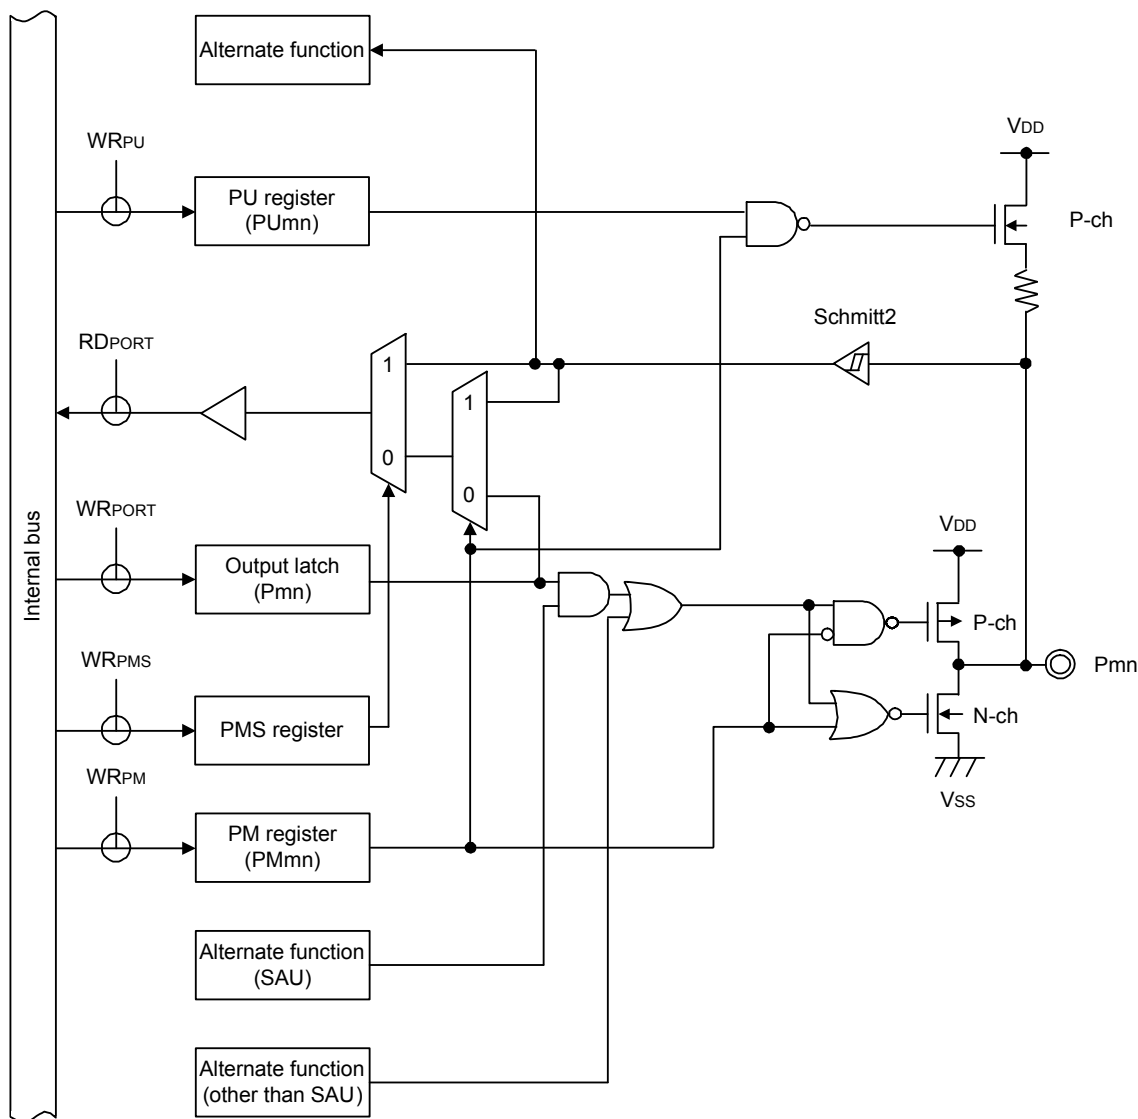 Alternate function
WRPU
VDD
PU register
(PUmn)
P-ch
RDPORT
Schmitt2
1
1
0
0
WRPORT
VDD
Output latch
(Pmn)
Internal bus
P-ch
WRPMS
Pmn
PMS register
N-ch
WRPM
VSS
PM register
(PMmn)
Alternate function
(SAU)
Alternate function
(other than SAU)